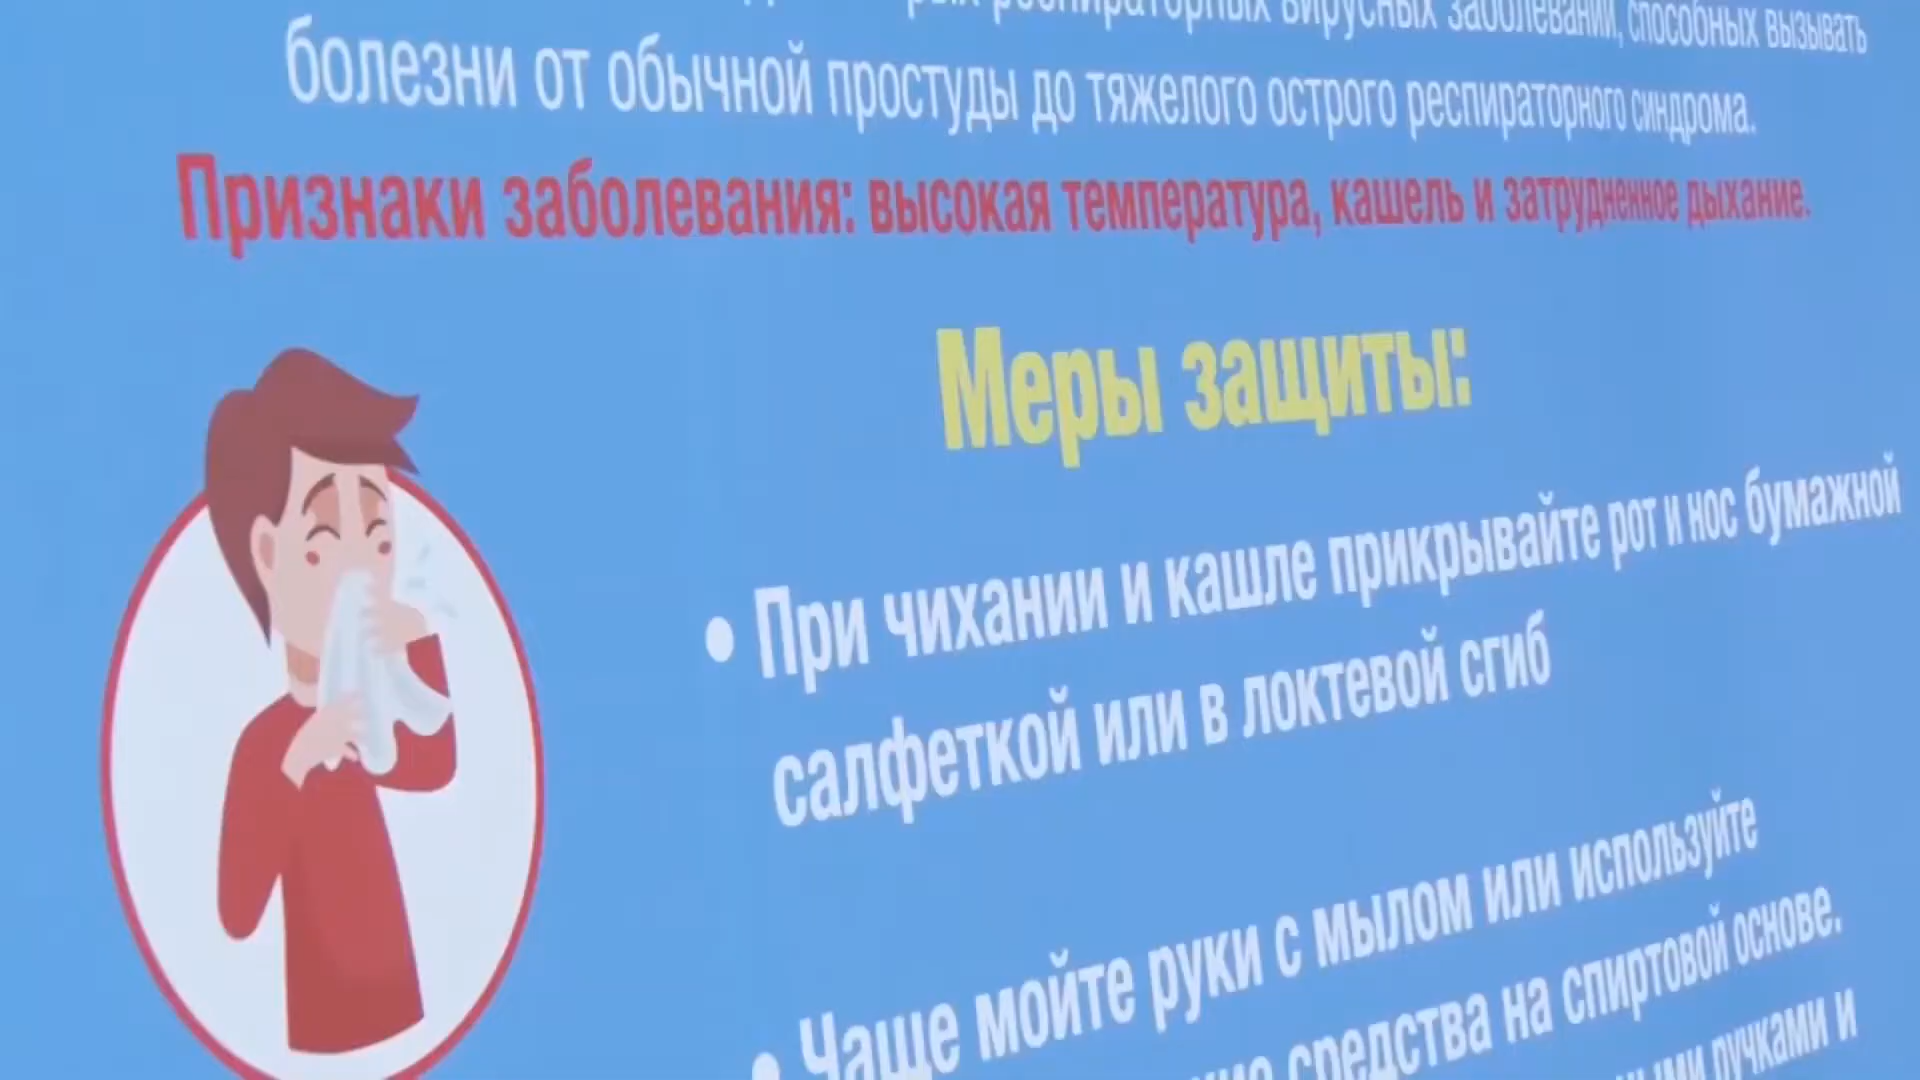 респираторных вирусных заболеваний, способных вызывать
болезни от обычной простуды до тяжелого острого респираторного синдрома.
Признаки заболевания: высокая температура, кашель и затрудненное дыхание.
Меры защиты:
• При чихании и кашле прикрывайте рот и нос бумажной
салфеткой или в локтевой сгиб
• Чаще мойте руки с мылом или используйте
средства на спиртовой основе.
ручками и